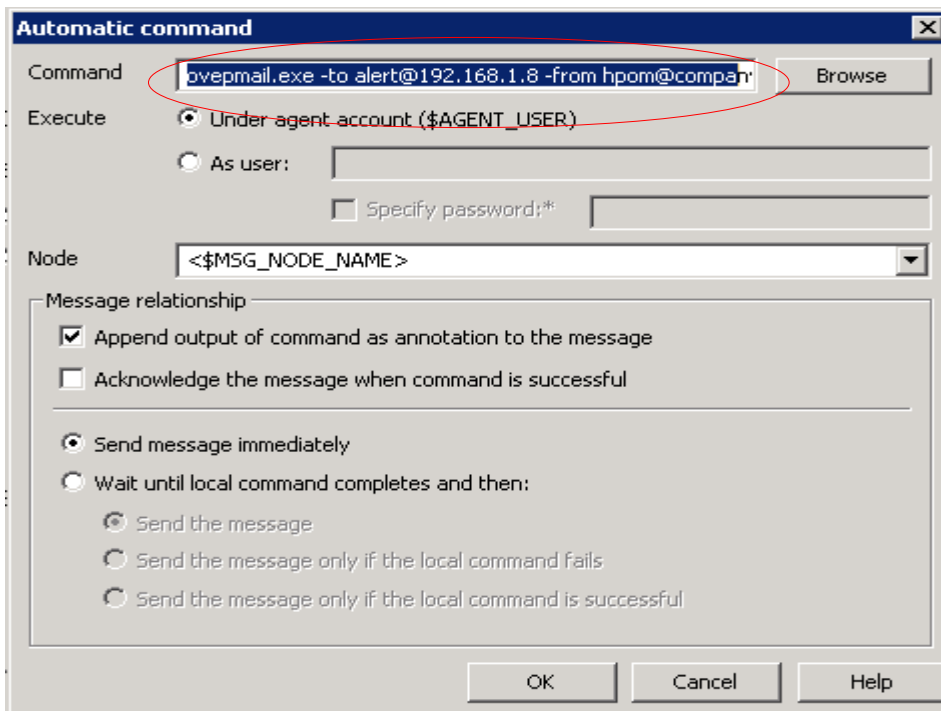 Automatic command
Command ovepmail.exe -to alert@192.168.1.8 -from hpom@compan Browse
Execute Under agent account ($AGENT_USER)
As user:
Specify password:*
Node <$MSG_NODE_NAME>
Message relationship
Append output of command as annotation to the message
Acknowledge the message when command is successful
Send message immediately
Wait until local command completes and then:
Send the message
Send the message only if the local command fails
Send the message only if the local command is successful
OK Cancel Help